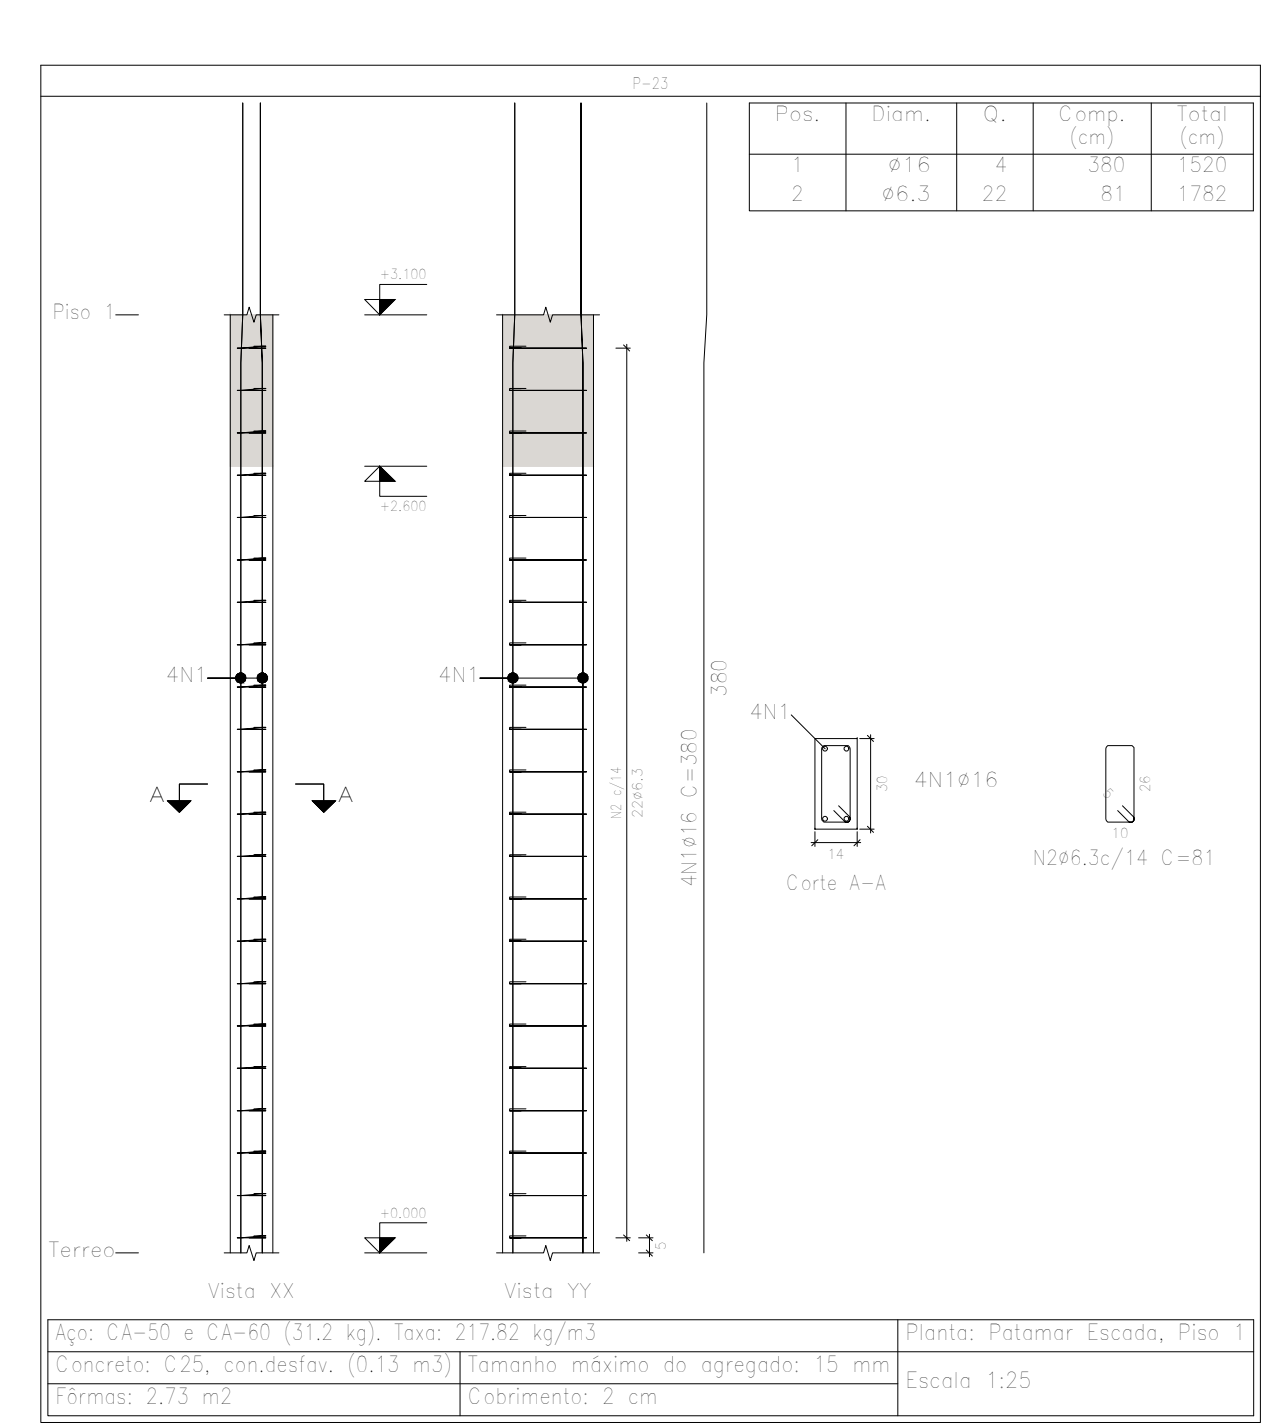 P-23
Pos. Diam. Q. Comp. (cm) Total (cm)
1 ø16 4 380 1520
2 ø6.3 22 81 1782
+3.100
Piso 1
+2.600
4N1
4N1
380
4N1ø16 C=380
N2 c/14
22ø6.3
A A
4N1
30
14
4N1ø16
Corte A-A
5
26
10
N2ø6.3c/14 C=81
+0.000
Terreo
5
Vista XX
Vista YY
Aço: CA-50 e CA-60 (31.2 kg). Taxa: 217.82 kg/m3
Planta: Patamar Escada, Piso 1
Concreto: C25, con.desfav. (0.13 m3)
Tamanho máximo do agregado: 15 mm
Escala 1:25
Fôrmas: 2.73 m2
Cobrimento: 2 cm